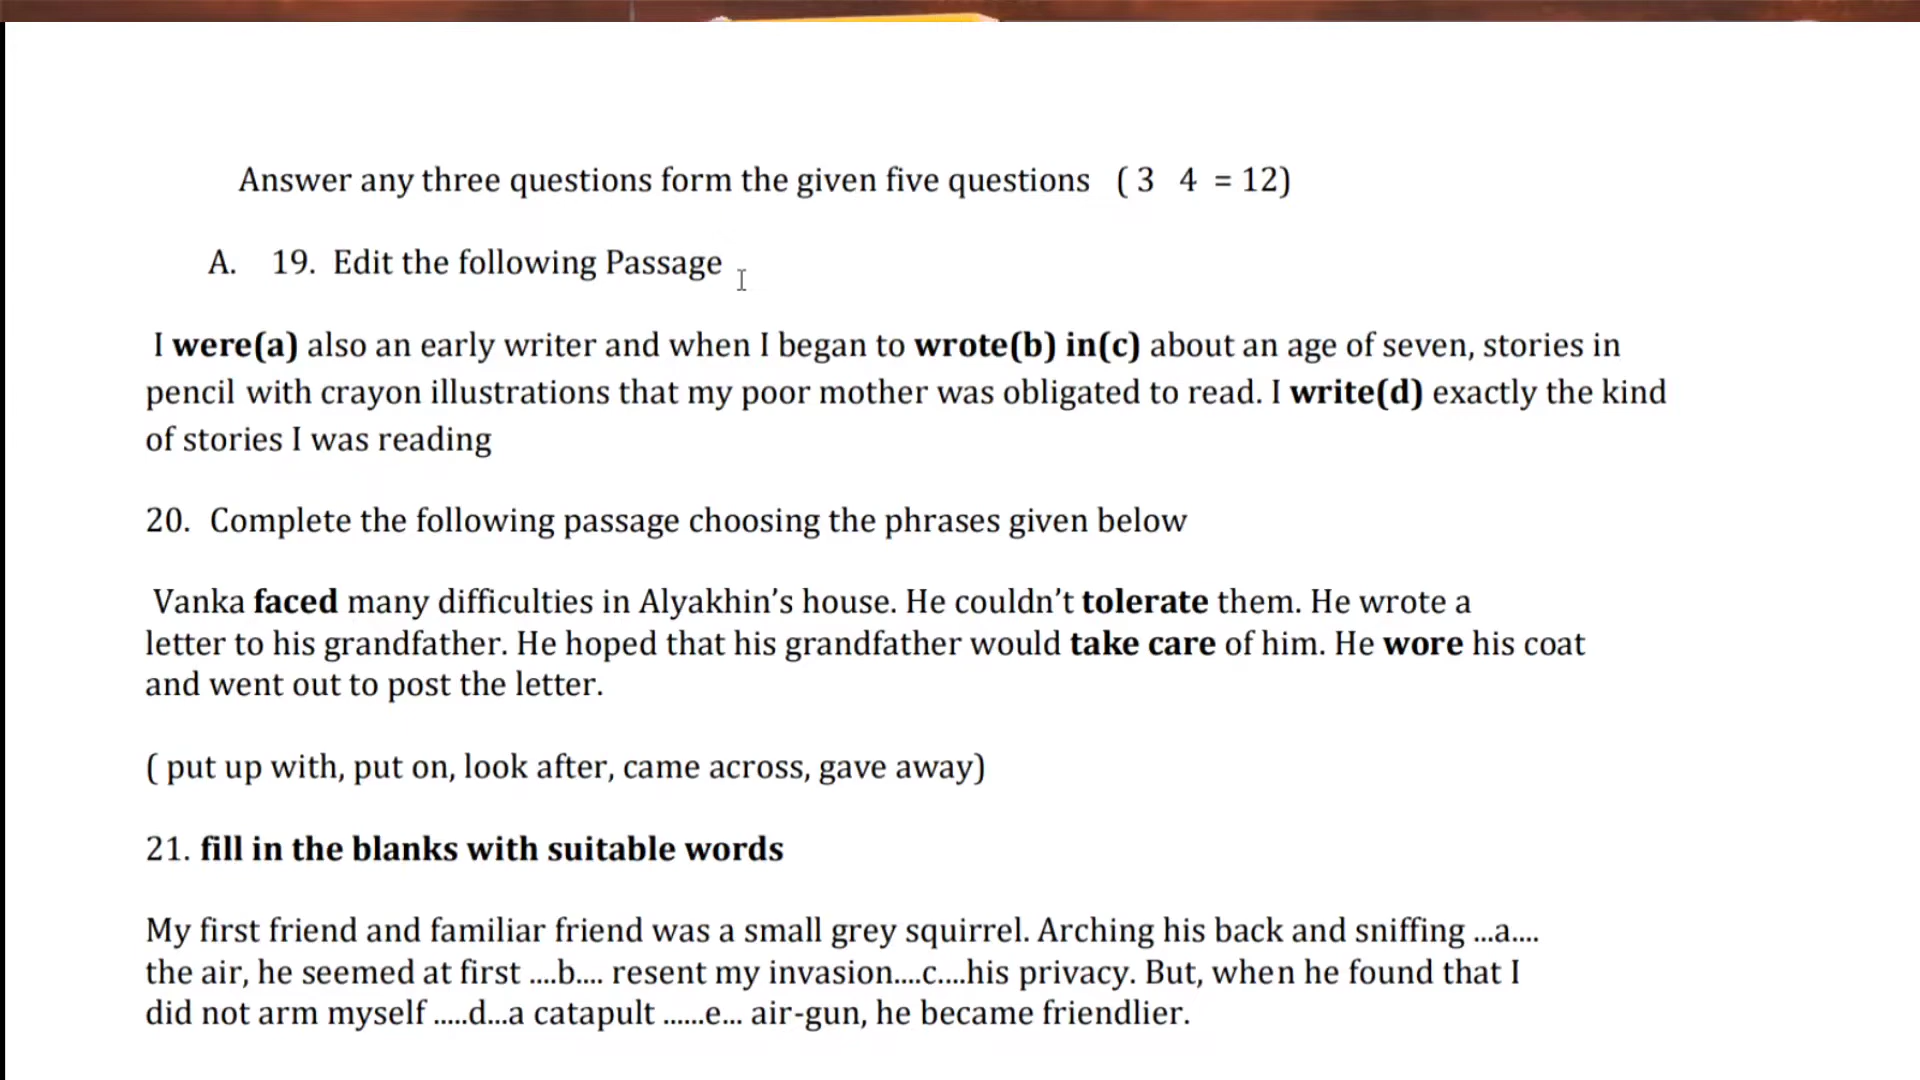 Answer any three questions form the given five questions ( 3 4 = 12)
A. 19. Edit the following Passage
I were(a) also an early writer and when I began to wrote(b) in(c) about an age of seven, stories in
pencil with crayon illustrations that my poor mother was obligated to read. I write(d) exactly the kind
of stories I was reading
20. Complete the following passage choosing the phrases given below
Vanka faced many difficulties in Alyakhin’s house. He couldn’t tolerate them. He wrote a
letter to his grandfather. He hoped that his grandfather would take care of him. He wore his coat
and went out to post the letter.
( put up with, put on, look after, came across, gave away)
21. fill in the blanks with suitable words
My first friend and familiar friend was a small grey squirrel. Arching his back and sniffing ...a....
the air, he seemed at first ....b.... resent my invasion....c....his privacy. But, when he found that I
did not arm myself .....d...a catapult ......e... air-gun, he became friendlier.